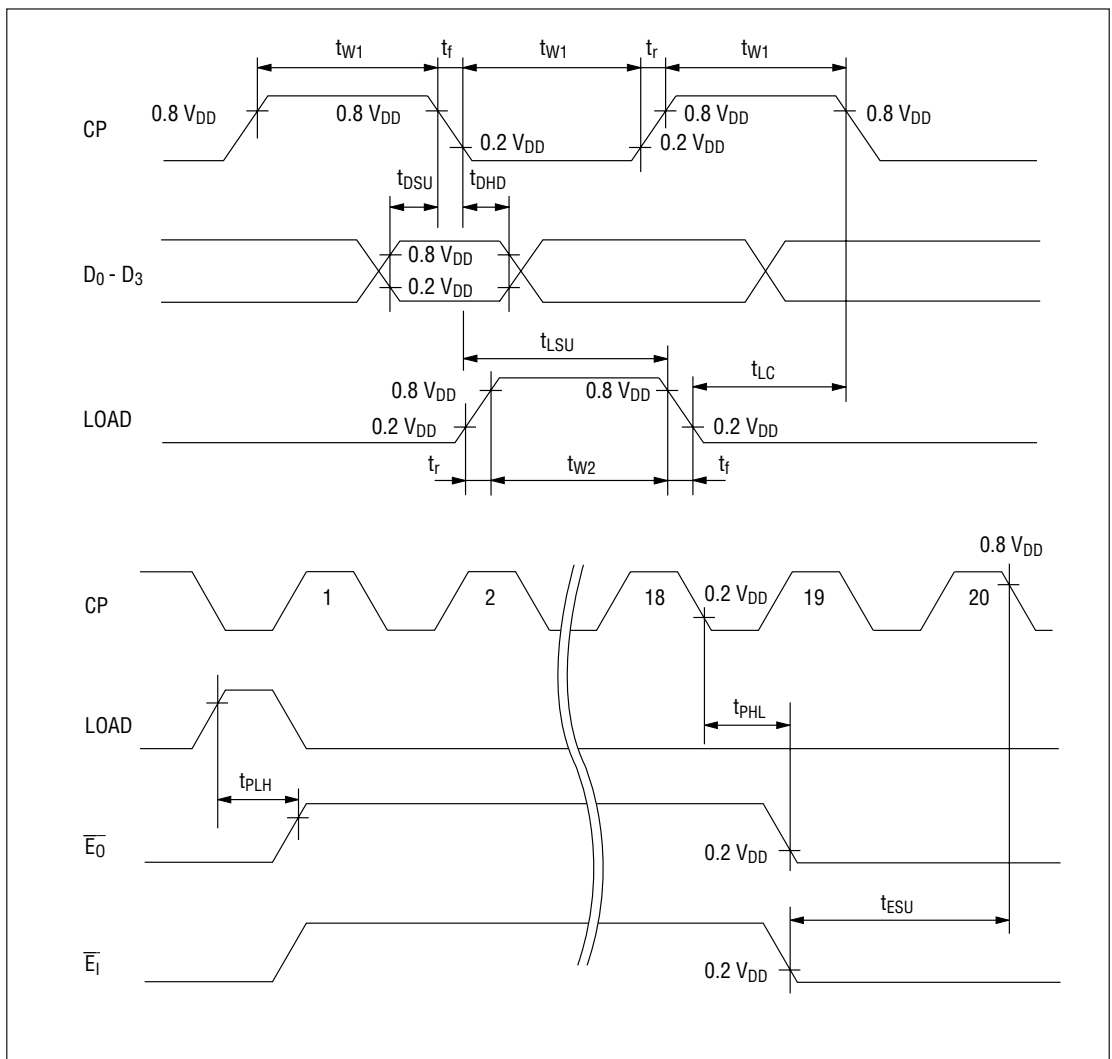 tW1 tf tW1 tr tW1
CP 0.8 VDD 0.8 VDD 0.8 VDD 0.8 VDD
0.2 VDD 0.2 VDD
tDSU tDHD
D0 - D3 0.8 VDD
0.2 VDD
tLSU
tLC
LOAD 0.8 VDD 0.8 VDD
0.2 VDD 0.2 VDD
tr tW2 tf
0.8 VDD
CP 1 2 18 0.2 VDD 19 20
LOAD
tPHL
tPLH
E̅O̅ 0.2 VDD
tESU
E̅I̅ 0.2 VDD